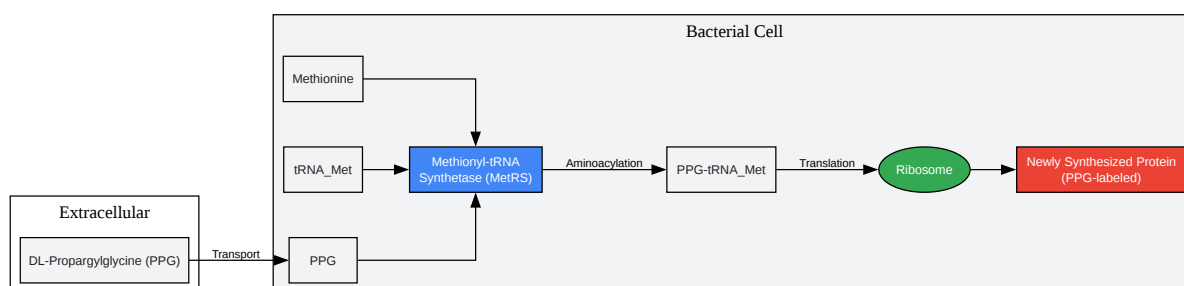 Bacterial Cell
Methionine
tRNA_Met
Methionyl-tRNA
Synthetase (MetRS)
Aminoacylation
PPG-tRNA_Met
Translation
Ribosome
Newly Synthesized Protein
(PPG-labeled)
Extracellular
DL-Propargylglycine (PPG)
Transport
PPG